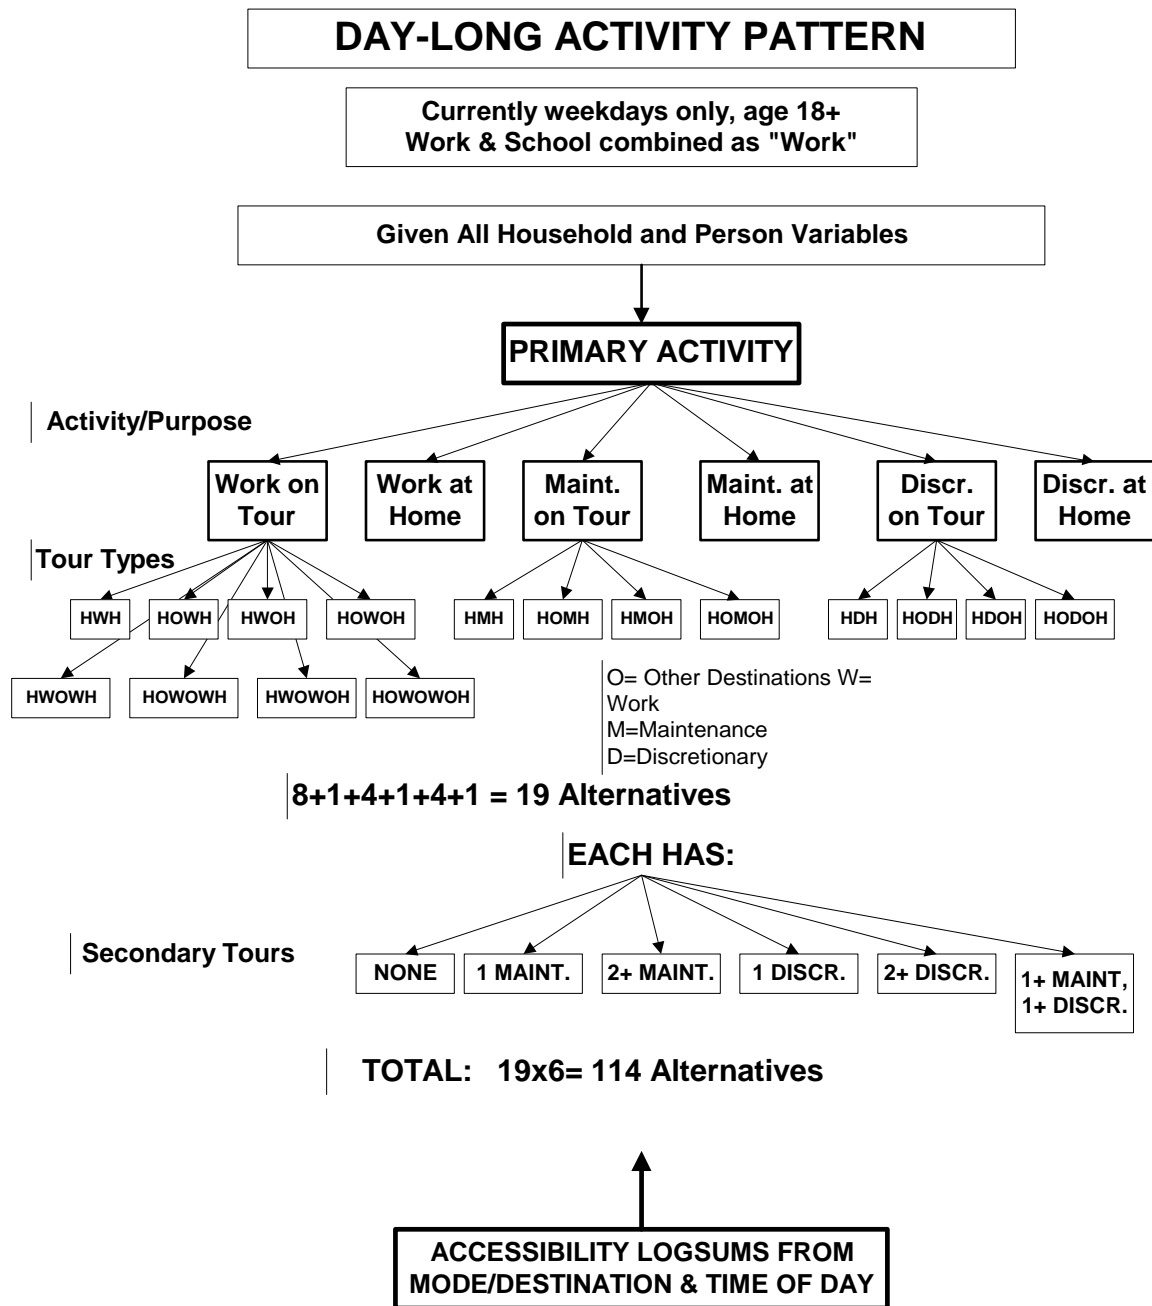 DAY-LONG ACTIVITY PATTERN
Currently weekdays only, age 18+
Work & School combined as "Work"
Given All Household and Person Variables
PRIMARY ACTIVITY
Activity/Purpose
Work on
Tour
Work at
Home
Maint.
on Tour
Maint. at
Home
Discr.
on Tour
Discr. at
Home
Tour Types
HWH
HOWH
HWOH
HOWOH
HMH
HOMH
HMOH
HOMOH
HDH
HODH
HDOH
HODOH
HWOWH
HOWOWH
HWOWOH
HOWOWOH
O= Other Destinations W=
Work
M=Maintenance
D=Discretionary
8+1+4+1+4+1 = 19 Alternatives
EACH HAS:
Secondary Tours
NONE
1 MAINT.
2+ MAINT.
1 DISCR.
2+ DISCR.
1+ MAINT,
1+ DISCR.
TOTAL: 19x6= 114 Alternatives
ACCESSIBILITY LOGSUMS FROM
MODE/DESTINATION & TIME OF DAY